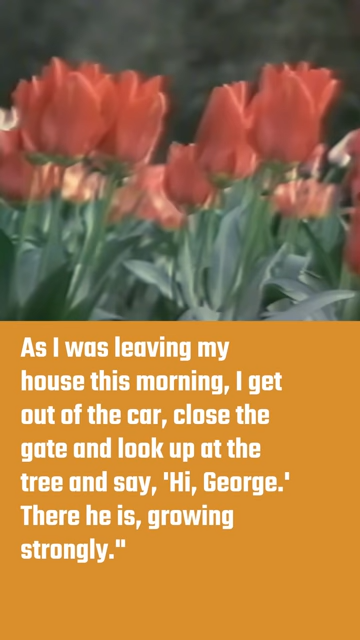 As I was leaving my
house this morning, I get
out of the car, close the
gate and look up at the
tree and say, 'Hi, George.'
There he is, growing
strongly."